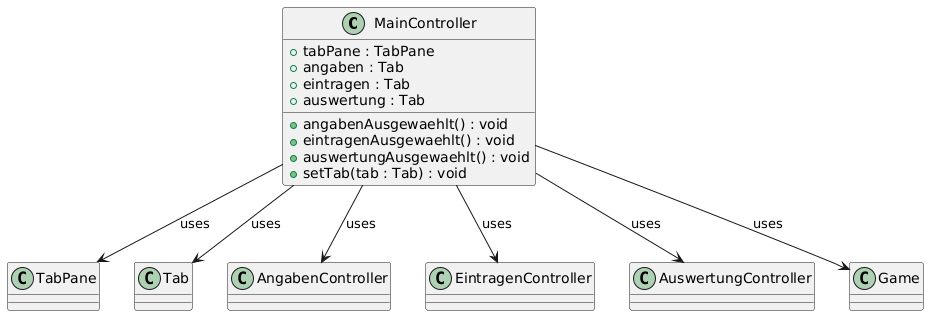 C MainController
tabPane : TabPane
angaben : Tab
eintragen : Tab
auswertung : Tab
angabenAusgewaehlt() : void
eintragenAusgewaehlt() : void
auswertungAusgewaehlt() : void
setTab(tab : Tab) : void
uses uses uses uses uses uses
C TabPane C Tab C AngabenController C EintragenController C AuswertungController C Game